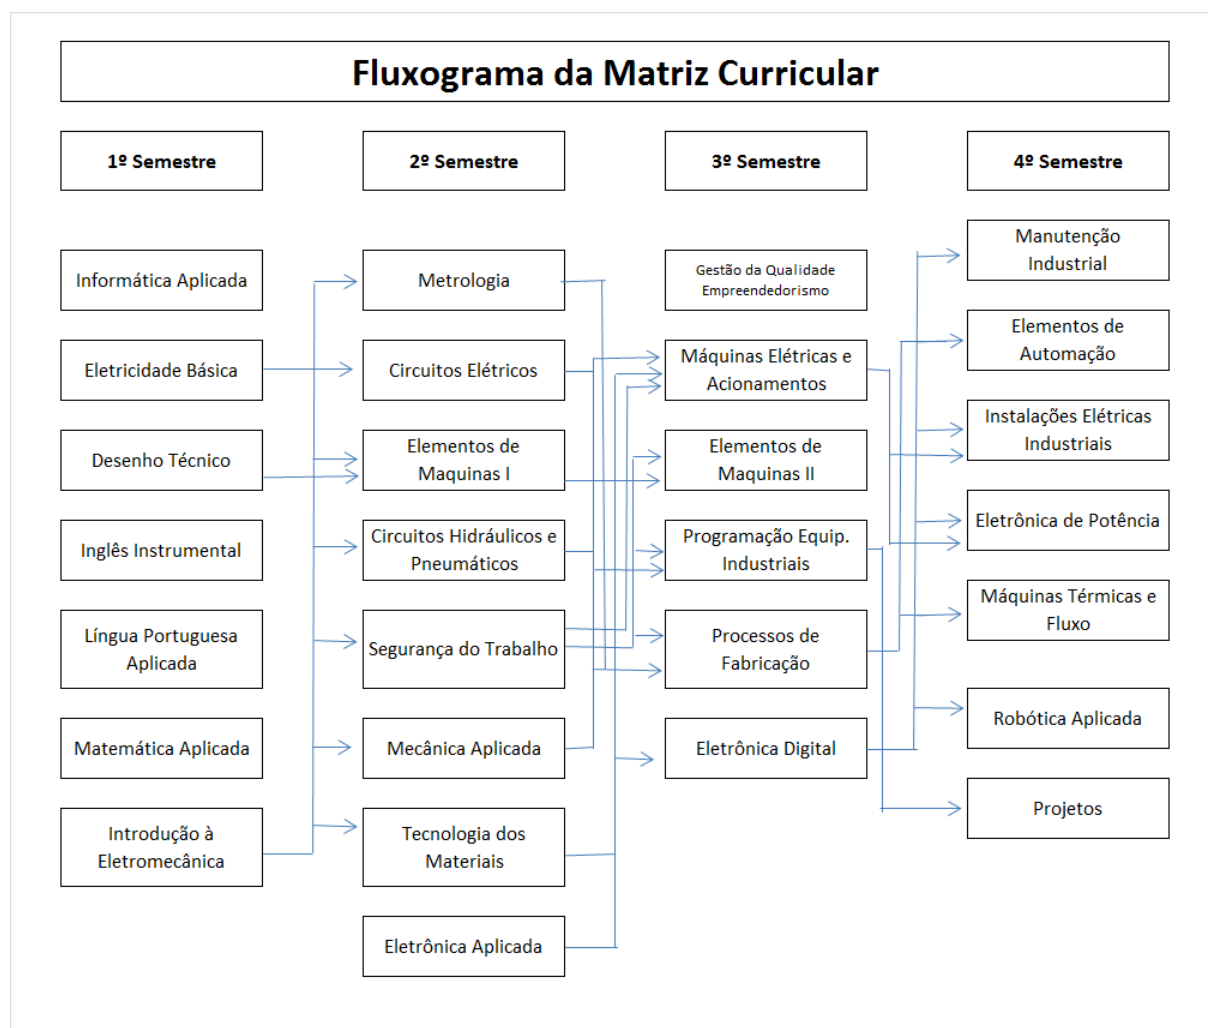 Fluxograma da Matriz Curricular
1º Semestre
2º Semestre
3º Semestre
4º Semestre
Informática Aplicada
Eletricidade Básica
Desenho Técnico
Inglês Instrumental
Língua Portuguesa
Aplicada
Matemática Aplicada
Introdução à
Eletromecânica
Metrologia
Circuitos Elétricos
Elementos de
Maquinas I
Circuitos Hidráulicos e
Pneumáticos
Segurança do Trabalho
Mecânica Aplicada
Tecnologia dos
Materiais
Eletrônica Aplicada
Gestão da Qualidade
Empreendedorismo
Máquinas Elétricas e
Acionamentos
Elementos de
Maquinas II
Programação Equip.
Industriais
Processos de
Fabricação
Eletrônica Digital
Manutenção
Industrial
Elementos de
Automação
Instalações Elétricas
Industriais
Eletrônica de Potência
Máquinas Térmicas e
Fluxo
Robótica Aplicada
Projetos